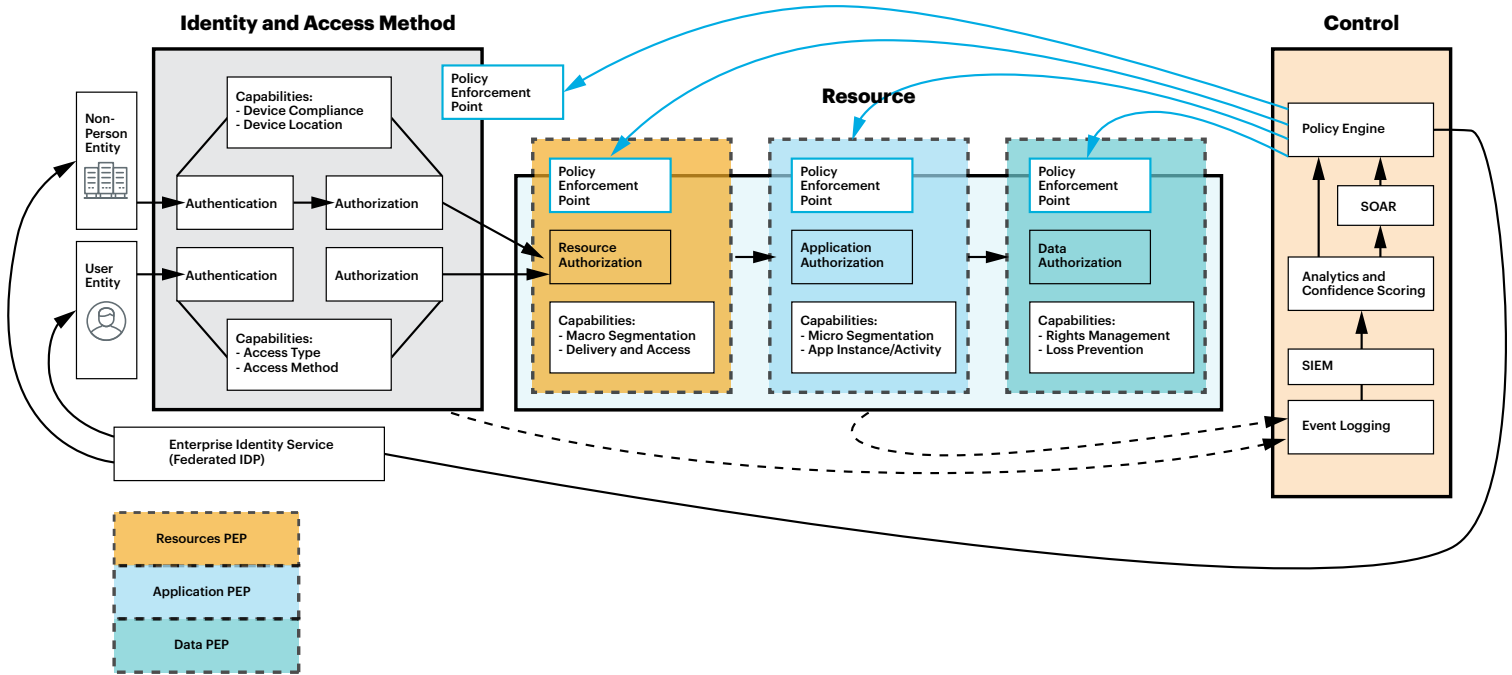 Identity and Access Method
Non-
Person
Entity
User
Entity
Capabilities:
- Device Compliance
- Device Location
Authentication
Authorization
Authentication
Authorization
Capabilities:
- Access Type
- Access Method
Policy
Enforcement
Point
Enterprise Identity Service
(Federated IDP)
Resource
Policy
Enforcement
Point
Resource
Authorization
Capabilities:
- Macro Segmentation
- Delivery and Access
Policy
Enforcement
Point
Application
Authorization
Capabilities:
- Micro Segmentation
- App Instance/Activity
Policy
Enforcement
Point
Data
Authorization
Capabilities:
- Rights Management
- Loss Prevention
Control
Policy Engine
SOAR
Analytics and
Confidence Scoring
SIEM
Event Logging
Resources PEP
Application PEP
Data PEP